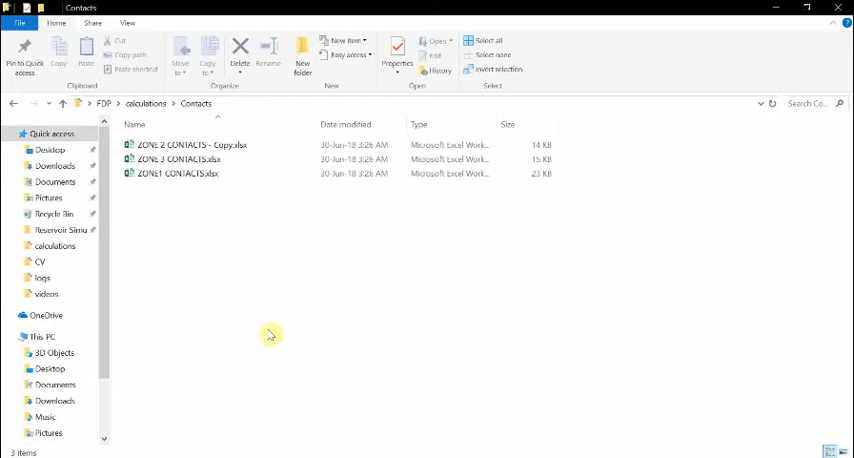 Contacts
File Home Share View
Pin to Quick access
Copy
Paste
Cut
Copy path
Paste shortcut
Clipboard
Move to
Copy to
Delete
Rename
Organize
New folder
New item
Easy access
New
Properties
Open
Edit
History
Open
Select all
Select none
Invert selection
Select
FDP > calculations > Contacts
Search Co...
Name Date modified Type Size
ZONE 2 CONTACTS - Copy.xlsx 30-Jun-18 3:26 AM Microsoft Excel Work... 14 KB
ZONE 3 CONTACTS.xlsx 30-Jun-18 3:26 AM Microsoft Excel Work... 15 KB
ZONE1 CONTACTS.xlsx 30-Jun-18 3:26 AM Microsoft Excel Work... 23 KB
Quick access
Desktop
Downloads
Documents
Pictures
Recycle Bin
Reservoir Simu
calculations
CV
logs
videos
OneDrive
This PC
3D Objects
Desktop
Documents
Downloads
Music
Pictures
3 items